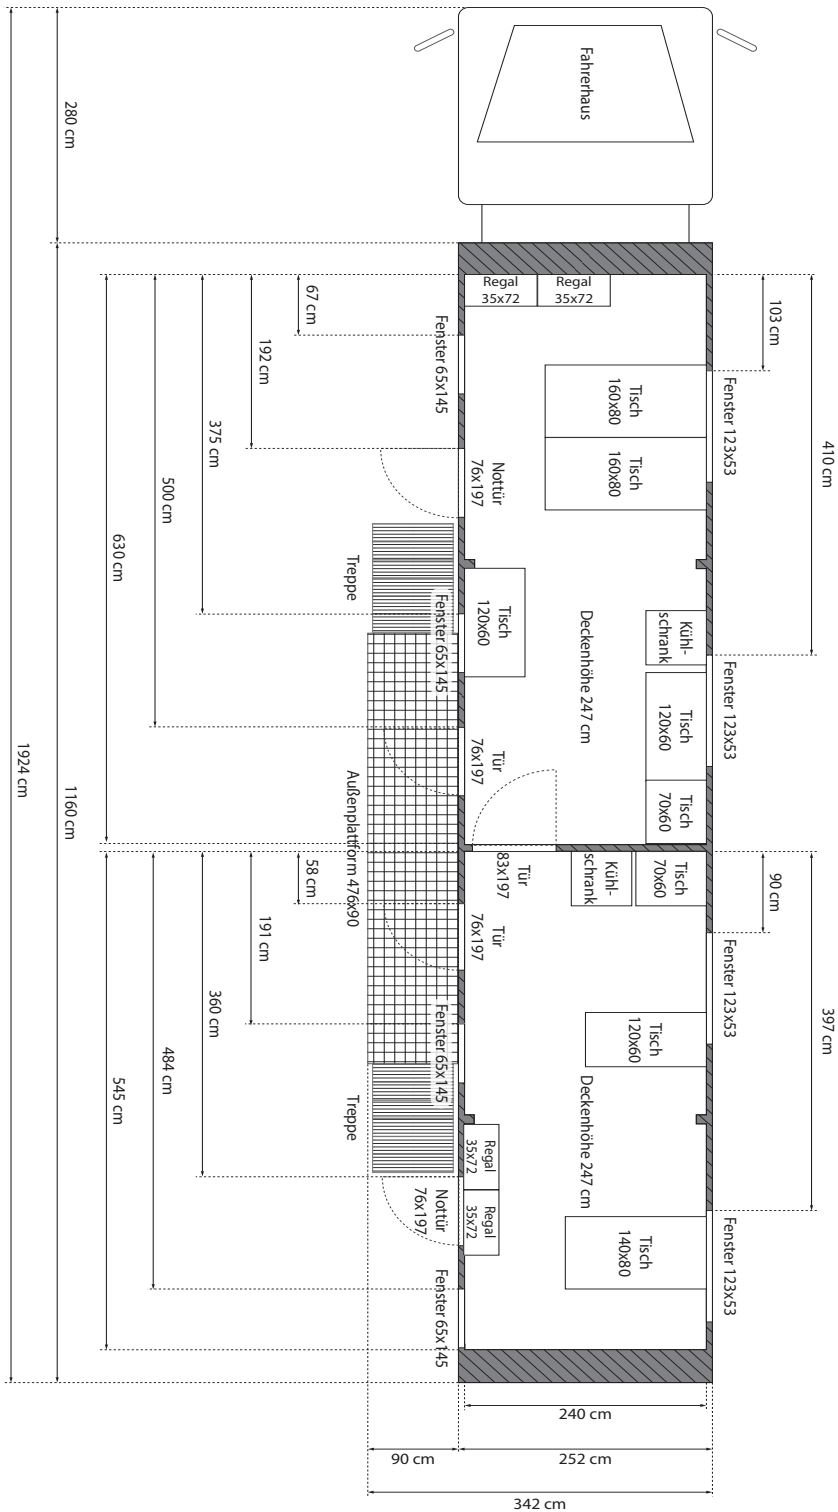 Fahrerhaus
280 cm
1924 cm
1160 cm
630 cm
500 cm
375 cm
192 cm
67 cm
103 cm
410 cm
Regal
35x72
Regal
35x72
Fenster 65x145
Fenster 123x53
Tisch
160x80
Tisch
160x80
Nottür
76x197
Treppe
Fenster 65x145
Tisch
120x60
Deckenhöhe 247 cm
Kühl-
schrank
Fenster 123x53
Tisch
120x60
Tisch
70x60
Tür
76x197
Außenplattform 476x90
Tür
83x197
Kühl-
schrank
Tisch
70x60
90 cm
397 cm
58 cm
191 cm
360 cm
484 cm
545 cm
Tür
76x197
Fenster 123x53
Fenster 65x145
Tisch
120x60
Deckenhöhe 247 cm
Treppe
Regal
35x72
Regal
35x72
Nottür
76x197
Tisch
140x80
Fenster 123x53
Fenster 65x145
240 cm
90 cm
252 cm
342 cm